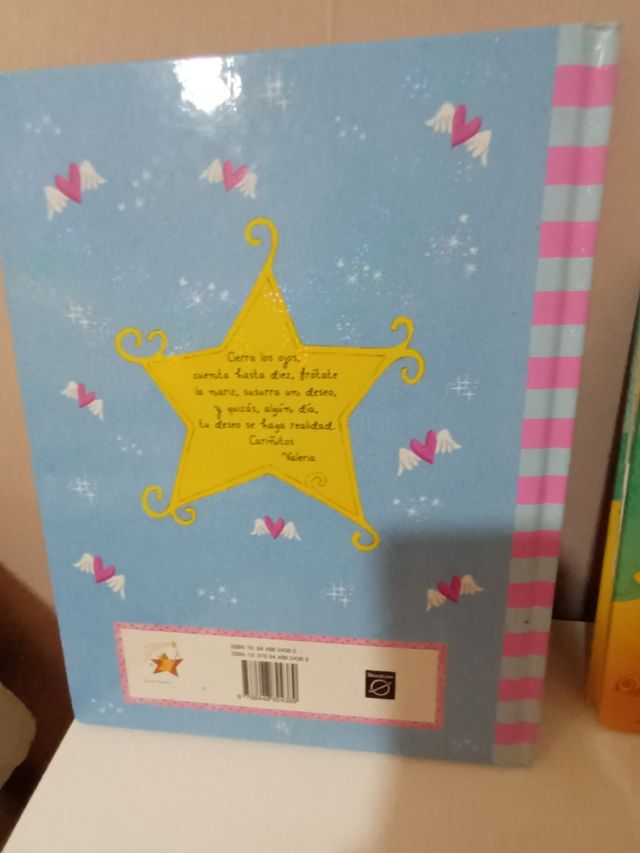 Cierra los ojos,
cuenta hasta diez, frótate
la nariz, susurra un deseo,
y quizás, algún día,
tu deseo se haga realidad.
Cariñitos
Valeria